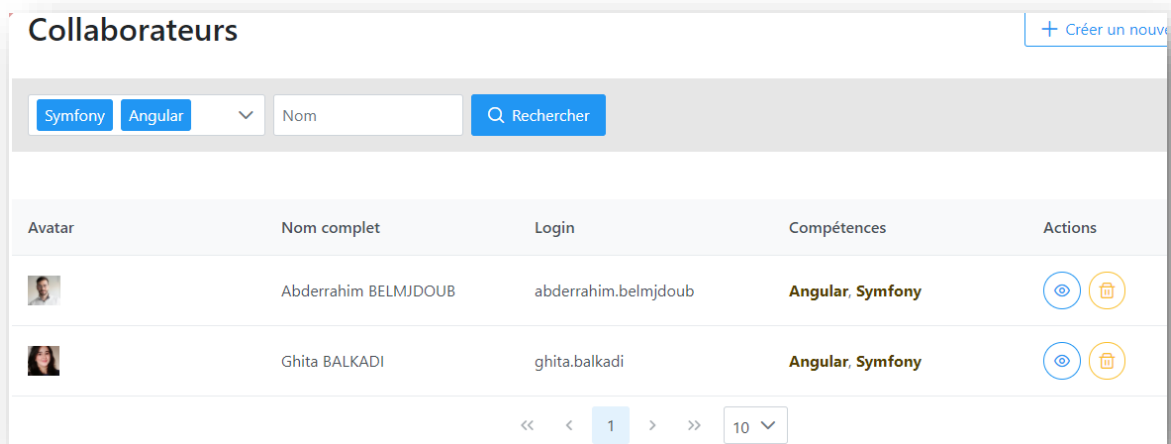 Collaborateurs
+ Créer un nouve
Symfony Angular Nom Rechercher
Avatar Nom complet Login Compétences Actions
Abderrahim BELMJDOUB abderrahim.belmjdoub Angular, Symfony
Ghita BALKADI ghita.balkadi Angular, Symfony
<< < 1 > >> 10